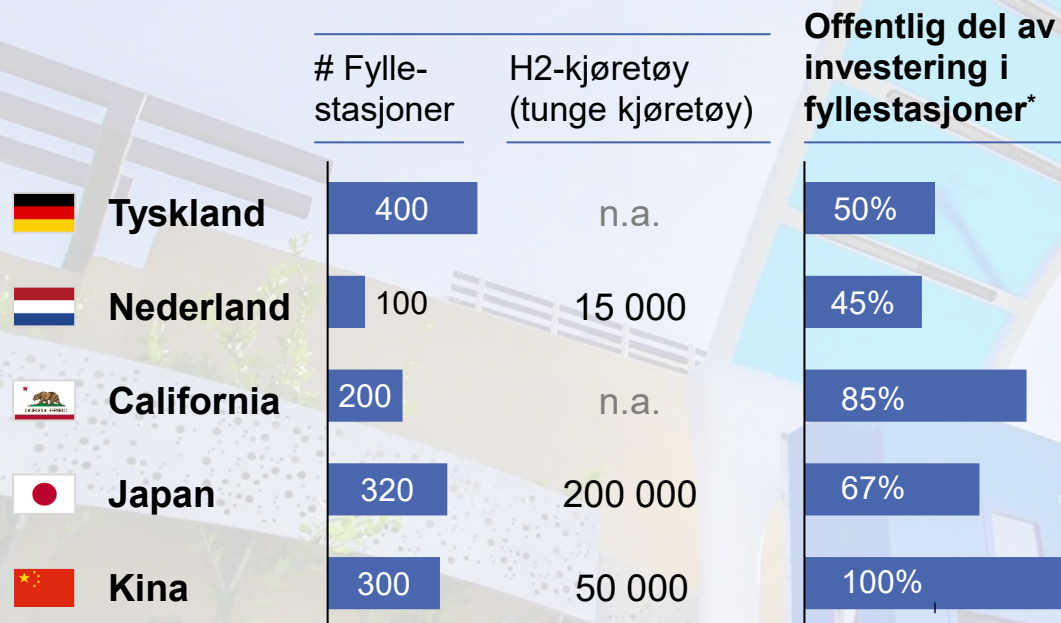 # Fylle-
stasjoner
H2-kjøretøy
(tunge kjøretøy)
Offentlig del av
investering i
fyllestasjoner*
Tyskland 400 n.a. 50%
Nederland 100 15 000 45%
California 200 n.a. 85%
Japan 320 200 000 67%
Kina 300 50 000 100%